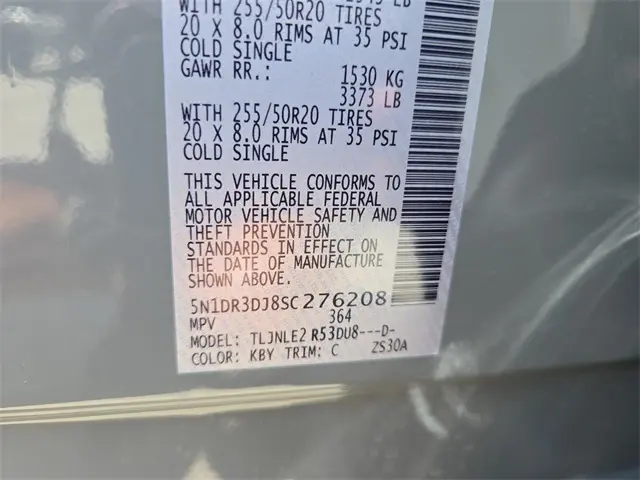 WITH 255/50R20 TIRES
20 X 8.0 RIMS AT 35 PSI
COLD SINGLE
GAWR RR.: 1530 KG
3373 LB
WITH 255/50R20 TIRES
20 X 8.0 RIMS AT 35 PSI
COLD SINGLE
THIS VEHICLE CONFORMS TO
ALL APPLICABLE FEDERAL
MOTOR VEHICLE SAFETY AND
THEFT PREVENTION
STANDARDS IN EFFECT ON
THE DATE OF MANUFACTURE
SHOWN ABOVE.
5N1DR3DJ8SC276208
MPV 364
MODEL: TLJNLE2 R53DU8---D-
COLOR: KBY TRIM: C ZS30A